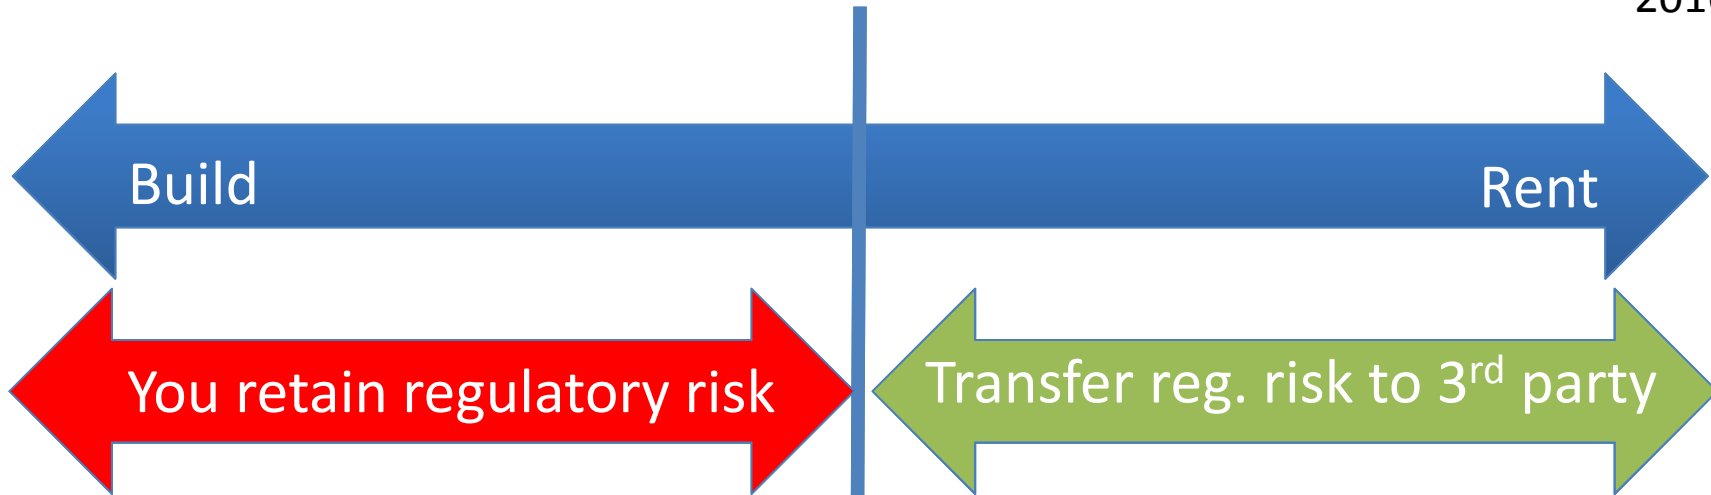 Build
Rent
You retain regulatory risk
Transfer reg. risk to 3rd party